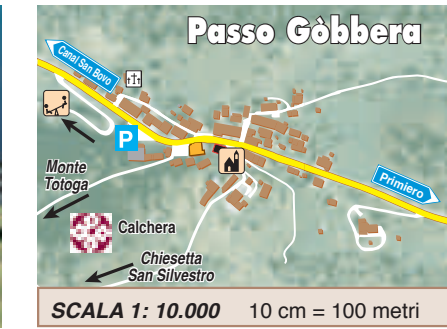 Passo Gòbbera
Canal San Bovo
P
Monte
Totoga
Primiero
Calchera
Chiesetta
San Silvestro
SCALA 1: 10.000 10 cm = 100 metri